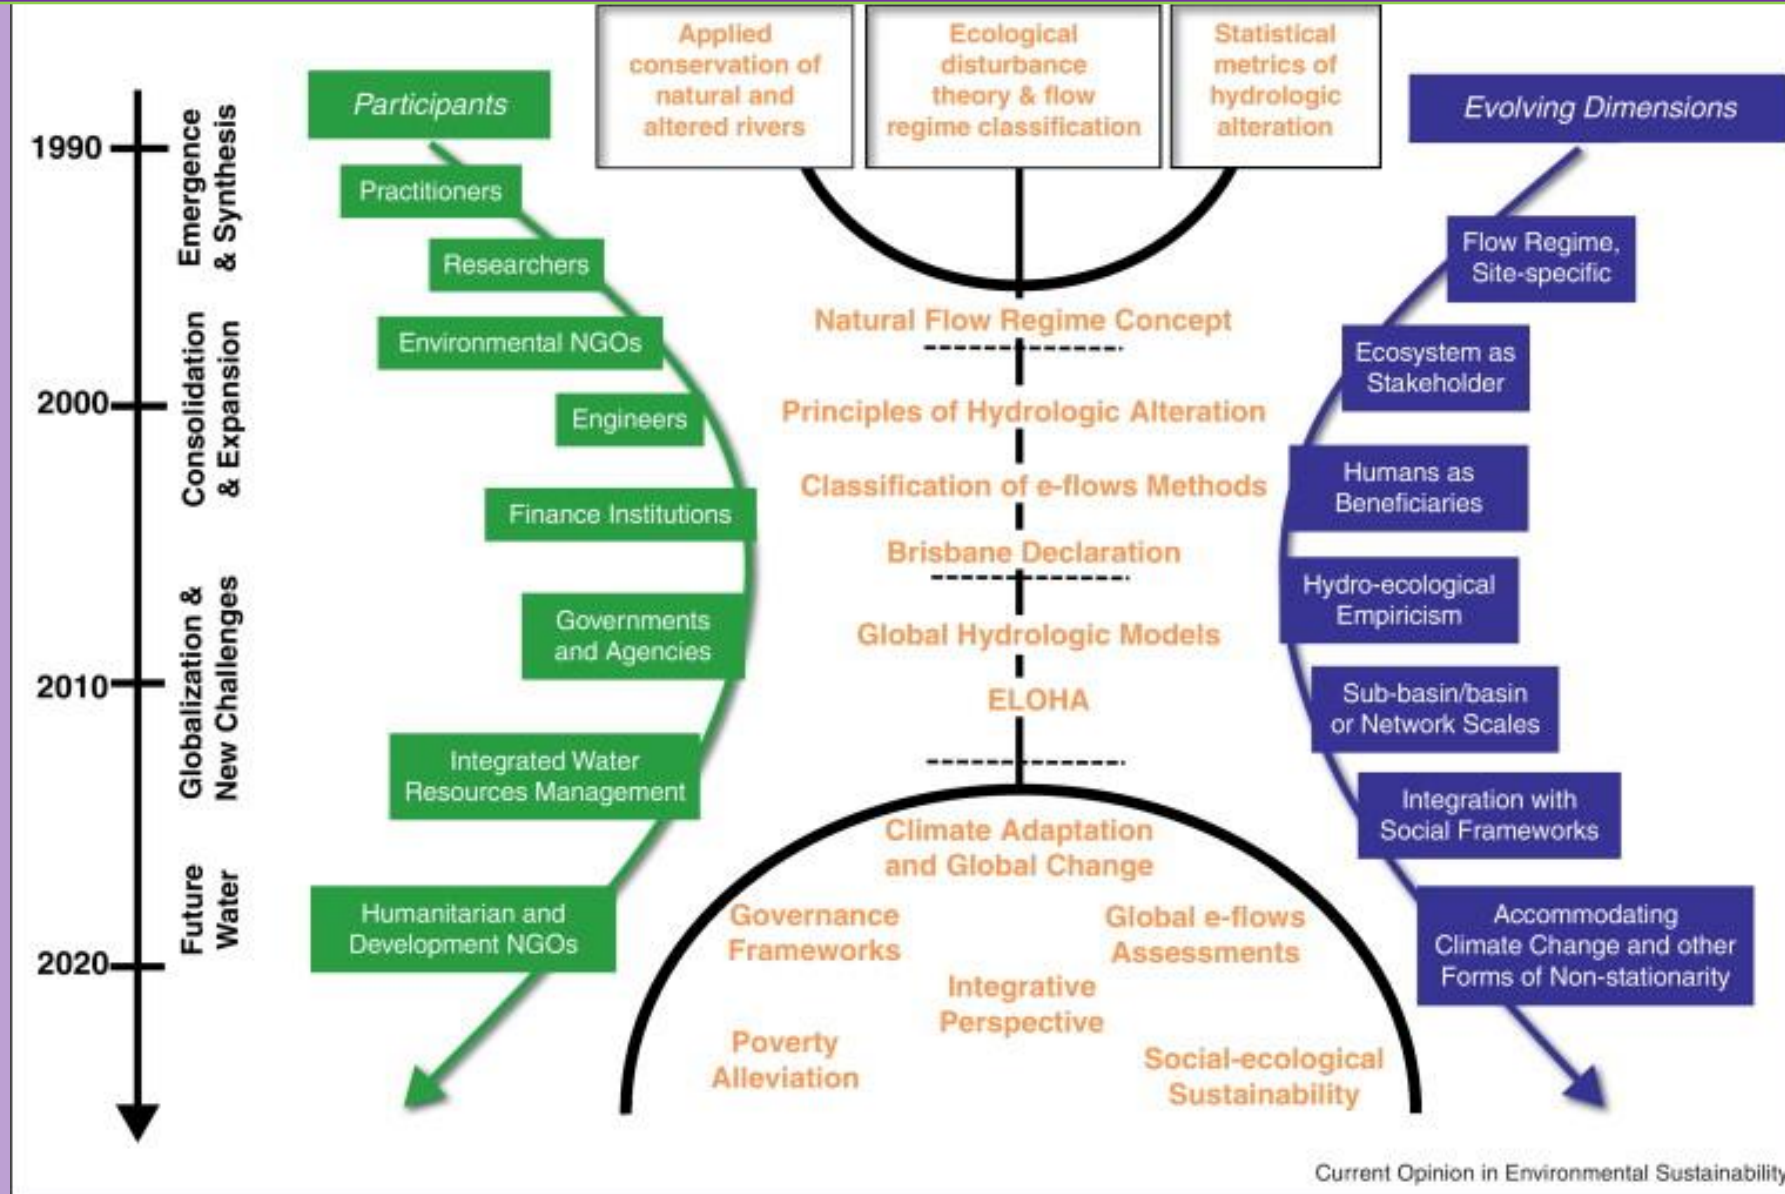 1990
2000
2010
2020
Emergence
& Synthesis
Consolidation
& Expansion
Globalization &
New Challenges
Future
Water
Participants
Practitioners
Researchers
Environmental NGOs
Engineers
Finance Institutions
Governments
and Agencies
Integrated Water
Resources Management
Humanitarian and
Development NGOs
Applied
conservation of
natural and
altered rivers
Ecological
disturbance
theory & flow
regime classification
Statistical
metrics of
hydrologic
alteration
Natural Flow Regime Concept
Principles of Hydrologic Alteration
Classification of e-flows Methods
Brisbane Declaration
Global Hydrologic Models
ELOHA
Climate Adaptation
and Global Change
Governance
Frameworks
Global e-flows
Assessments
Integrative
Perspective
Poverty
Alleviation
Social-ecological
Sustainability
Evolving Dimensions
Flow Regime,
Site-specific
Ecosystem as
Stakeholder
Humans as
Beneficiaries
Hydro-ecological
Empiricism
Sub-basin/basin
or Network Scales
Integration with
Social Frameworks
Accommodating
Climate Change and other
Forms of Non-stationarity
Current Opinion in Environmental Sustainability